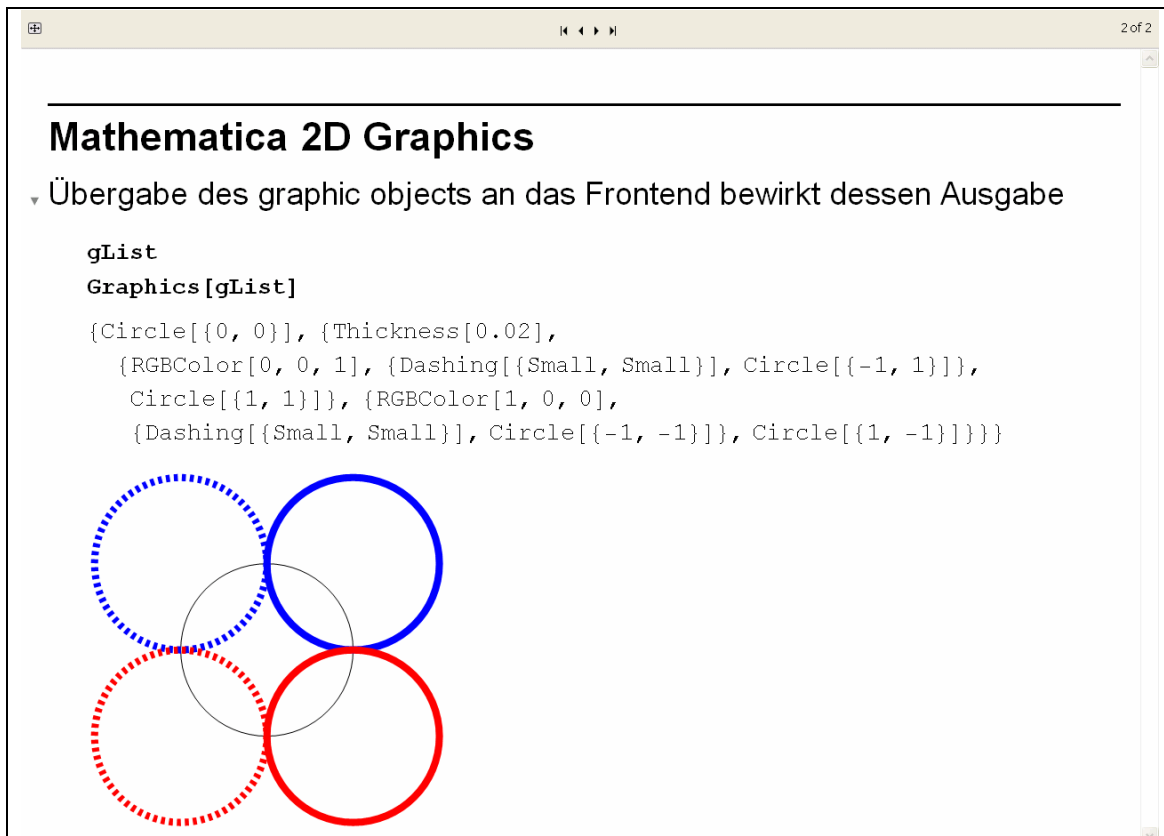 2 of 2
Mathematica 2D Graphics
Übergabe des graphic objects an das Frontend bewirkt dessen Ausgabe
gList
Graphics[gList]
{Circle[{0, 0}], {Thickness[0.02],
{RGBColor[0, 0, 1], {Dashing[{Small, Small}], Circle[{-1, 1}]},
Circle[{1, 1}]}, {RGBColor[1, 0, 0],
{Dashing[{Small, Small}], Circle[{-1, -1}]}, Circle[{1, -1}]}}}